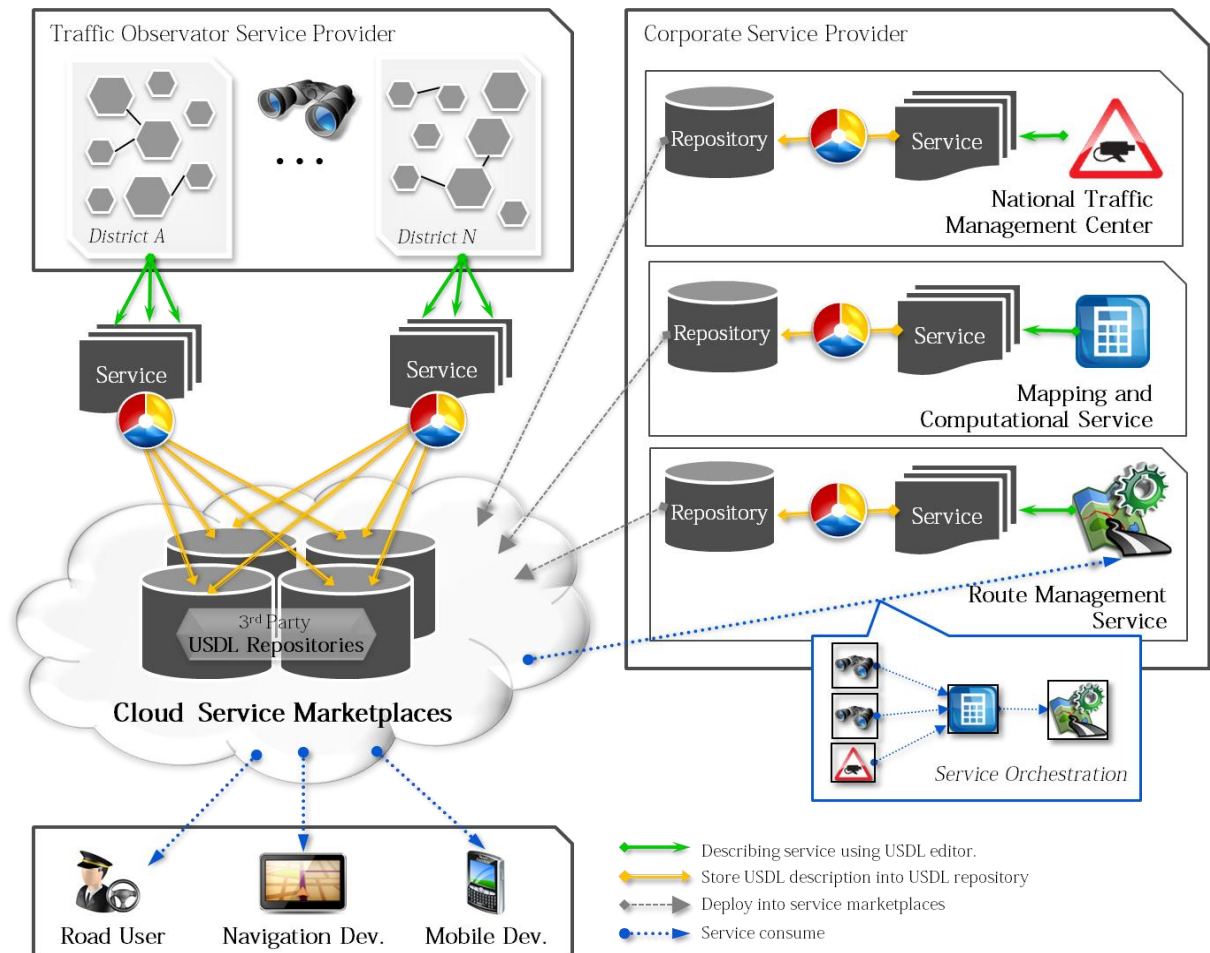 Traffic Observator Service Provider
District A
. . .
District N
Service
Service
3rd Party
USDL Repositories
Cloud Service Marketplaces
Road User
Navigation Dev.
Mobile Dev.
Corporate Service Provider
Repository
Service
National Traffic
Management Center
Repository
Service
Mapping and
Computational Service
Repository
Service
Route Management
Service
Service Orchestration
Describing service using USDL editor.
Store USDL description into USDL repository
Deploy into service marketplaces
Service consume